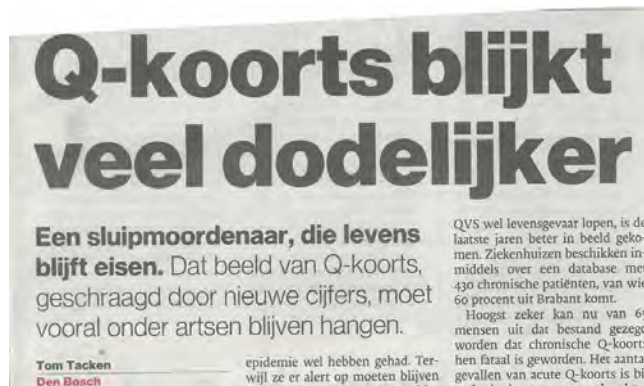 Q-koorts blijkt
veel dodelijker
Een sluipmoordenaar, die levens
blijft eisen. Dat beeld van Q-koorts,
geschraagd door nieuwe cijfers, moet
vooral onder artsen blijven hangen.
Tom Tacken
Den Bosch
epidemie wel hebben gehad. Ter-
wijl ze er alert op moeten blijven
QVS wel levensgevaar lopen, is de
laatste jaren beter in beeld geko-
men. Ziekenhuizen beschikken in-
middels over een database met
430 chronische patiënten, van wie
60 procent uit Brabant komt.
Hoogst zeker kan nu van
mensen uit dat bestand gezegd
worden dat chronische Q-koorts
hen fataal is geworden. Het aantal
gevallen van acute Q-koorts is